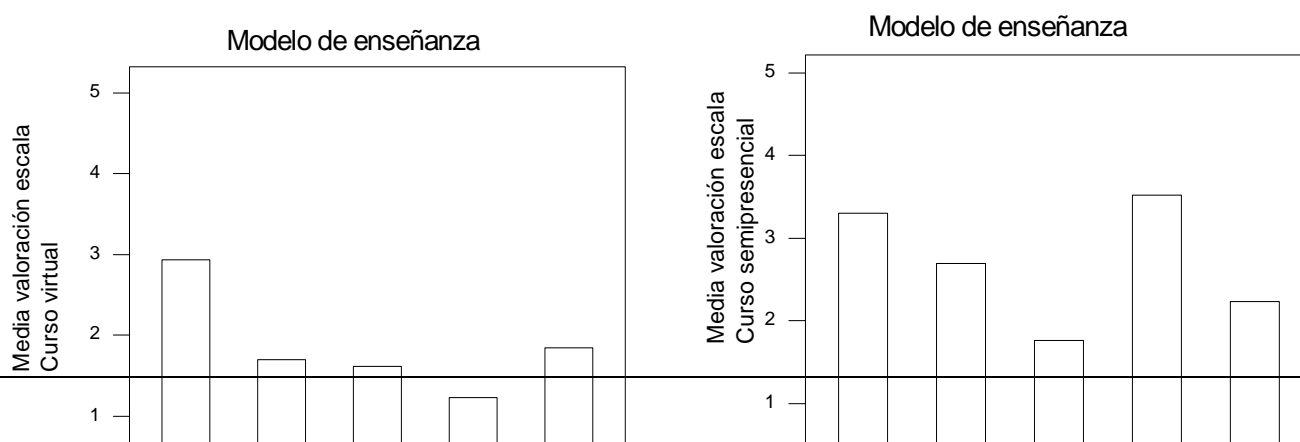 Modelo de enseñanza
Media valoración escala
Curso virtual
5
4
3
2
1
Modelo de enseñanza
Media valoración escala
Curso semipresencial
5
4
3
2
1